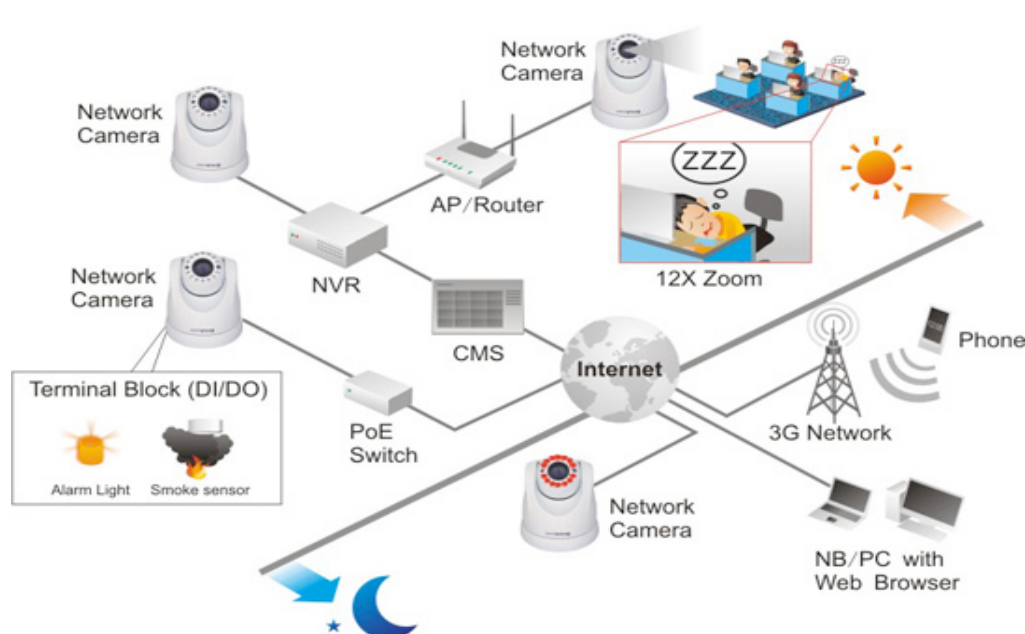 Network
Camera
ZZZ
Network
Camera
AP/Router
ZZZ
NVR
12X Zoom
Network
Camera
CMS
Internet
Phone
Terminal Block (DI/DO)
PoE
Switch
3G Network
Alarm Light
Smoke sensor
Network
Camera
NB/PC with
Web Browser